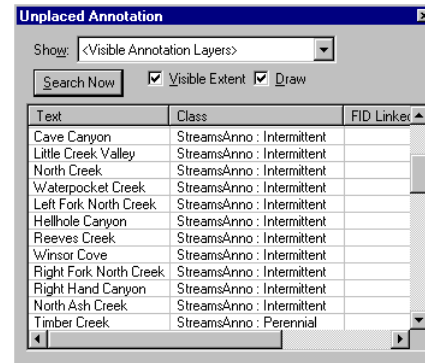 Unplaced Annotation
Show: <Visible Annotation Layers>
Search Now Visible Extent Draw
Text Class FID Linked
Cave Canyon StreamsAnno : Intermittent
Little Creek Valley StreamsAnno : Intermittent
North Creek StreamsAnno : Intermittent
Waterpocket Creek StreamsAnno : Intermittent
Left Fork North Creek StreamsAnno : Intermittent
Hellhole Canyon StreamsAnno : Intermittent
Reeves Creek StreamsAnno : Intermittent
Winsor Cove StreamsAnno : Intermittent
Right Fork North Creek StreamsAnno : Intermittent
Right Hand Canyon StreamsAnno : Intermittent
North Ash Creek StreamsAnno : Intermittent
Timber Creek StreamsAnno : Perennial